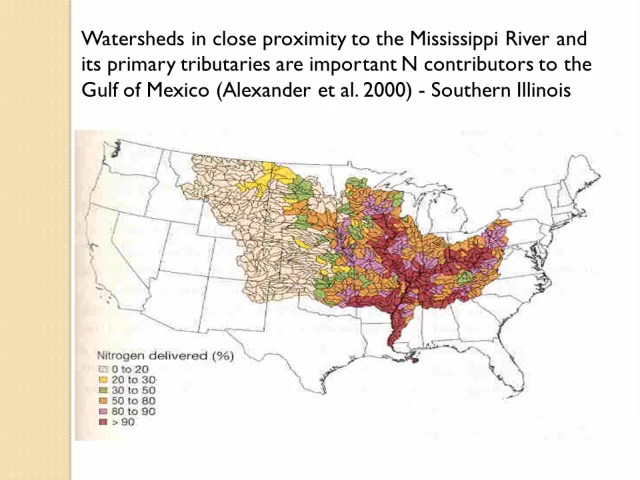 Watersheds in close proximity to the Mississippi River and
its primary tributaries are important N contributors to the
Gulf of Mexico (Alexander et al. 2000) - Southern Illinois
Nitrogen delivered (%)
0 to 20
20 to 30
30 to 50
50 to 80
80 to 90
> 90